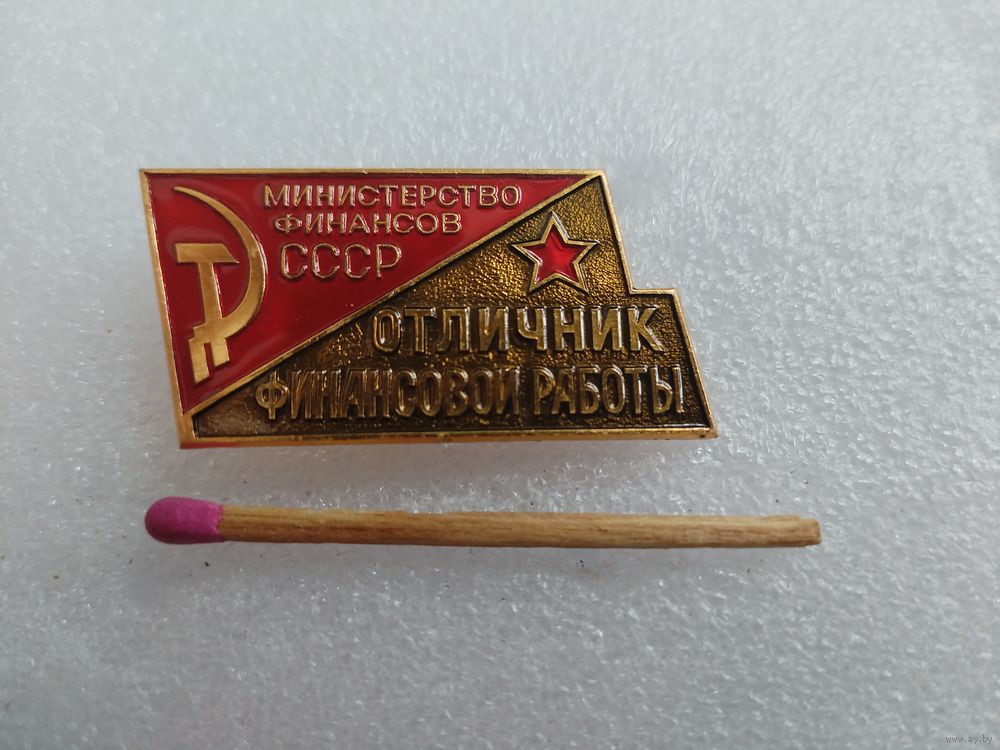 МИНИСТЕРСТВО
ФИНАНСОВ
СССР
ОТЛИЧНИК
ФИНАНСОВОЙ РАБОТЫ
www.ay.by